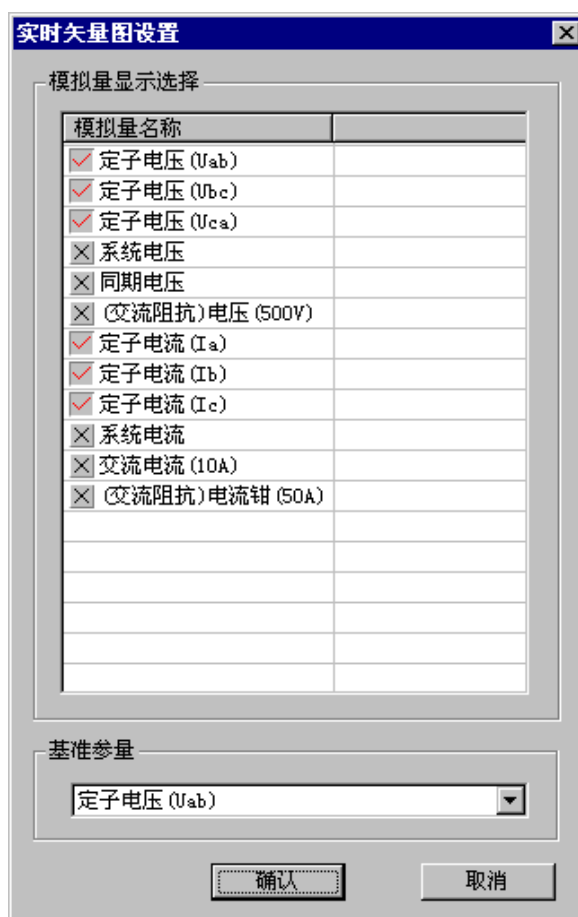 实时矢量图设置
模拟量显示选择
模拟量名称
定子电压(Uab)
定子电压(Ubc)
定子电压(Uca)
系统电压
同期电压
(交流阻抗)电压(500V)
定子电流(Ia)
定子电流(Ib)
定子电流(Ic)
系统电流
交流电流(10A)
(交流阻抗)电流钳(50A)
基准参量
定子电压(Uab)
确认
取消